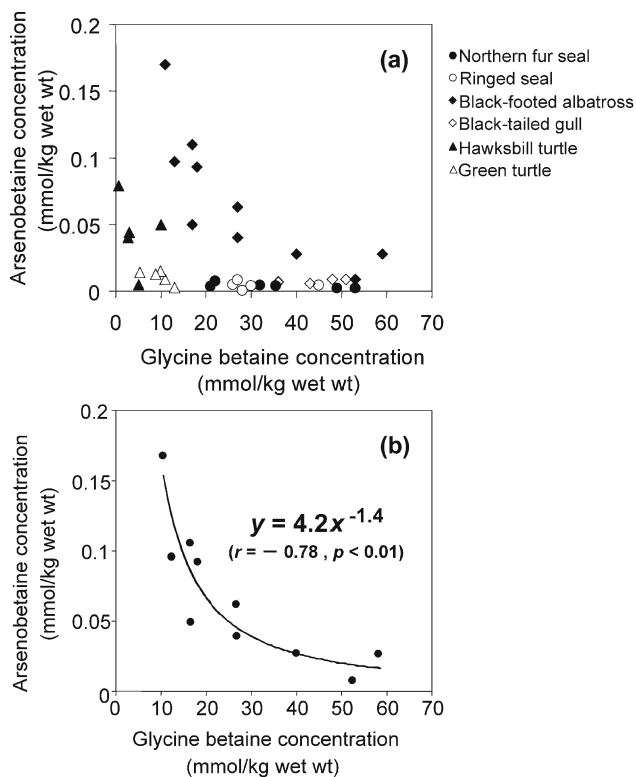 (a)
Arsenobetaine concentration
(mmol/kg wet wt)
0.2
0.15
0.1
0.05
0
0 10 20 30 40 50 60 70
Glycine betaine concentration
(mmol/kg wet wt)
Northern fur seal
Ringed seal
Black-footed albatross
Black-tailed gull
Hawksbill turtle
Green turtle
(b)
Arsenobetaine concentration
(mmol/kg wet wt)
0.2
0.15
0.1
0.05
0
y = 4.2x -1.4
(r = − 0.78 , p < 0.01)
0 10 20 30 40 50 60 70
Glycine betaine concentration
(mmol/kg wet wt)